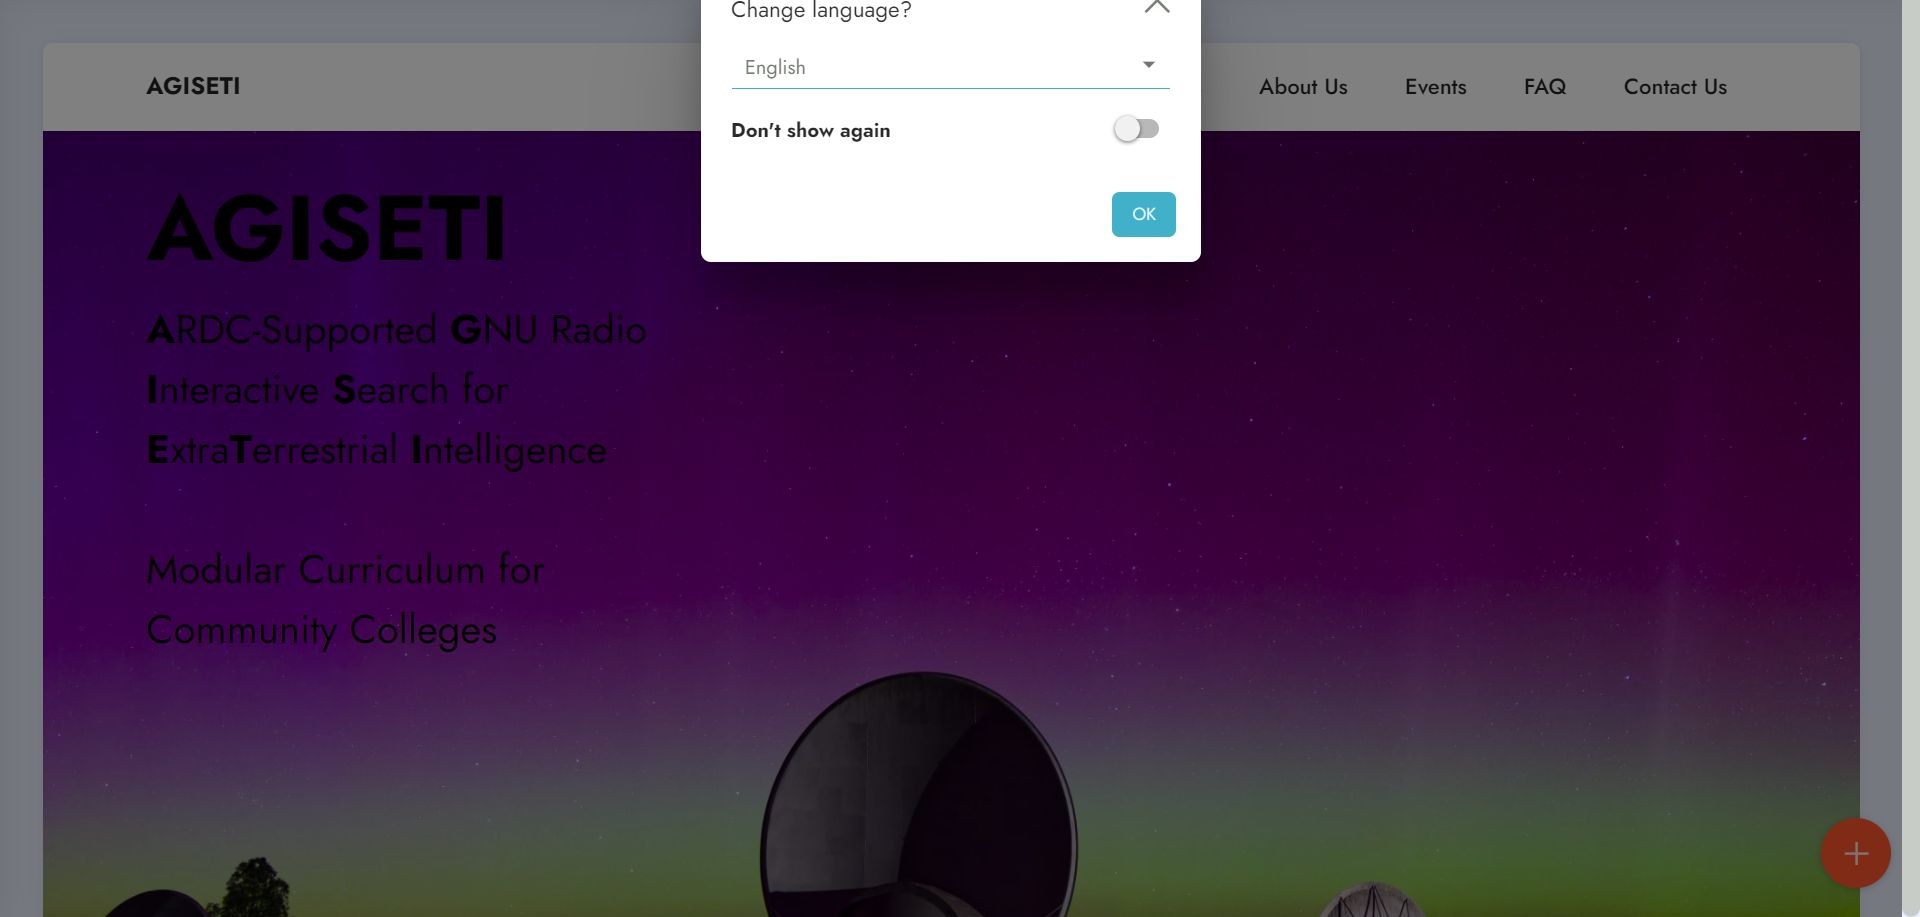 Change language?
English
Don't show again
OK
AGISETI
About Us
Events
FAQ
Contact Us
AGISETI
ARDC-Supported GNU Radio
Interactive Search for
ExtraTerrestrial Intelligence
Modular Curriculum for
Community Colleges